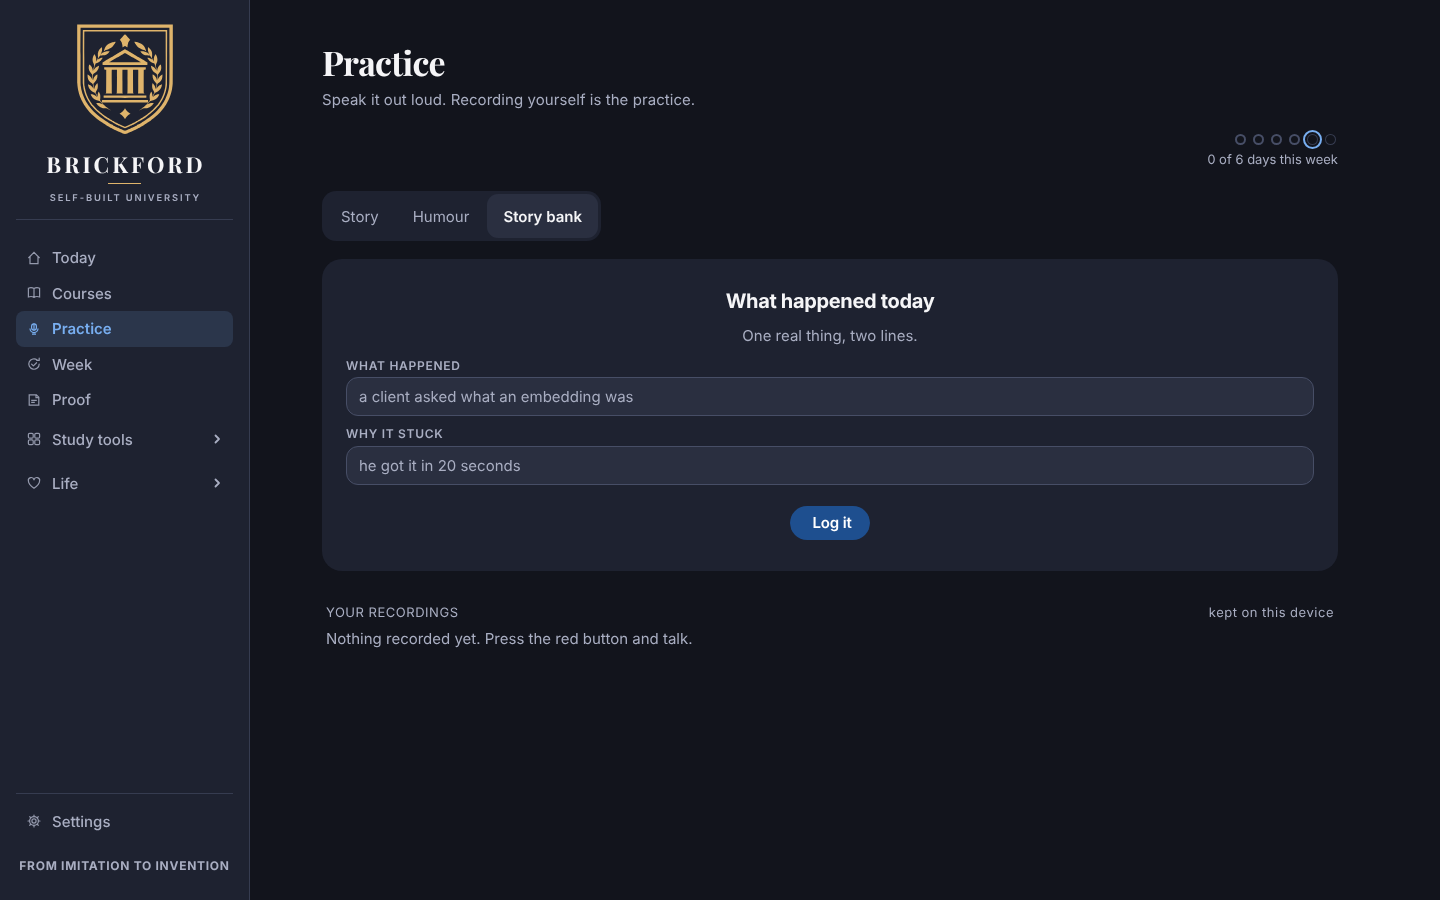 BRICKFORD
SELF-BUILT UNIVERSITY
Today
Courses
Practice
Week
Proof
Study tools
Life
Settings
FROM IMITATION TO INVENTION
Practice
Speak it out loud. Recording yourself is the practice.
0 of 6 days this week
Story
Humour
Story bank
What happened today
One real thing, two lines.
WHAT HAPPENED
a client asked what an embedding was
WHY IT STUCK
he got it in 20 seconds
Log it
YOUR RECORDINGS
kept on this device
Nothing recorded yet. Press the red button and talk.